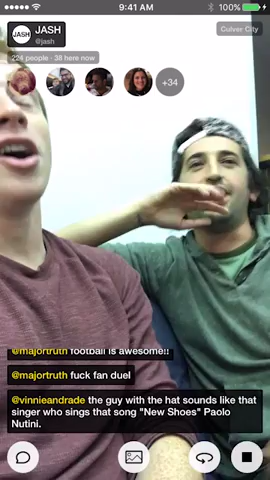 9:41 AM
100%
JASH
JASH
@jash
Culver City
224 people · 38 here now
+34
@majortruth football is awesome!!
@majortruth fuck fan duel
@vinnieandrade the guy with the hat sounds like that
singer who sings that song "New Shoes" Paolo
Nutini.